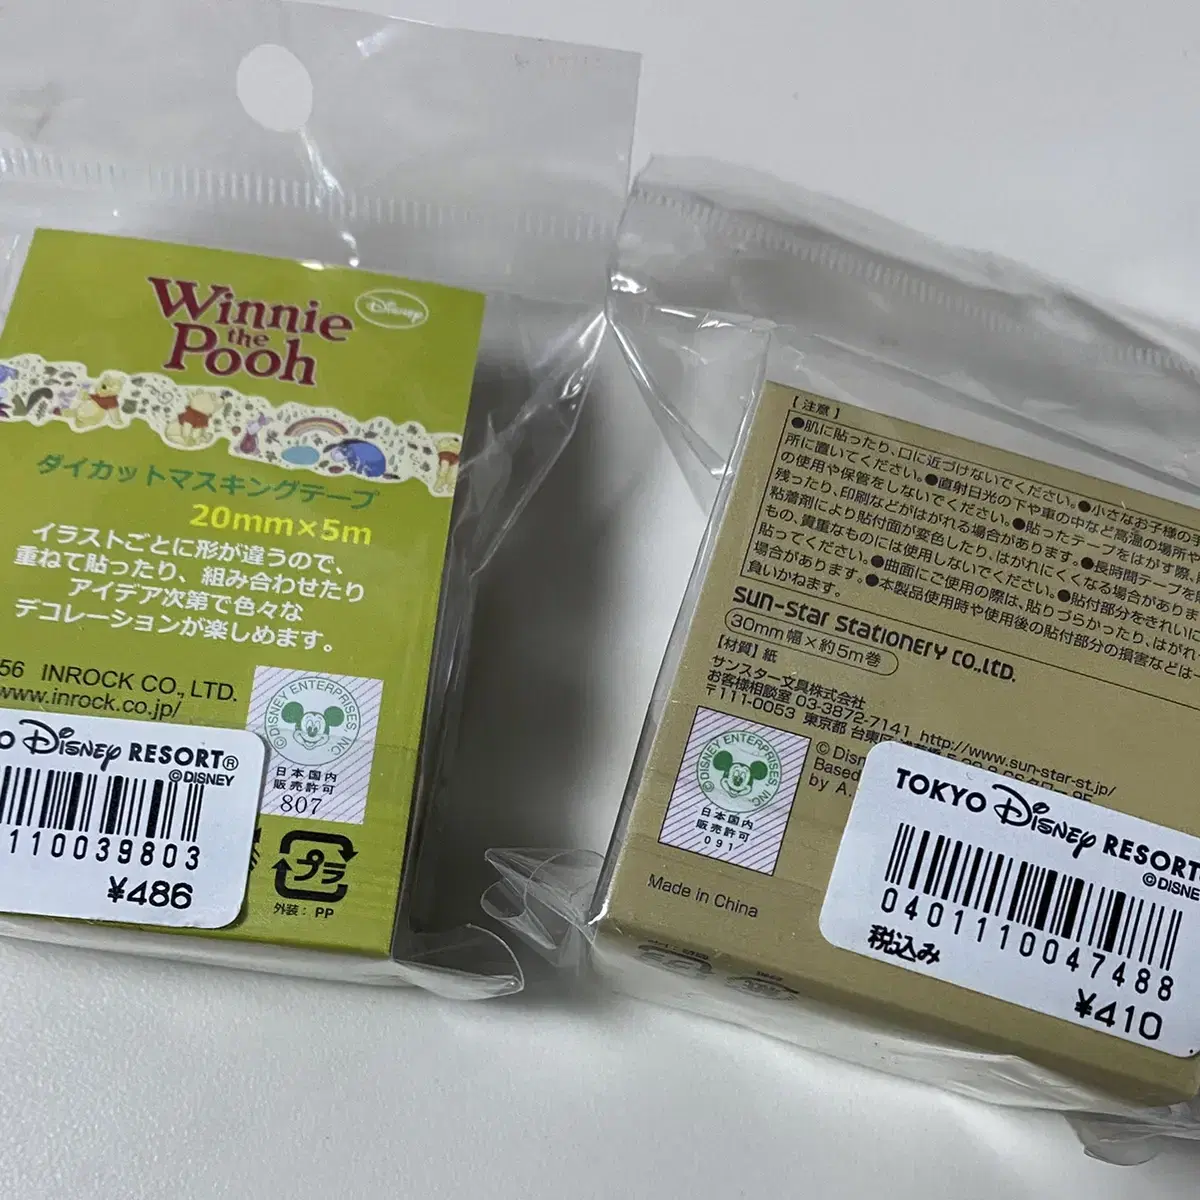 Winnie
the
Pooh
Disney
ダイカットマスキングテープ
20mm×5m
イラストごとに形が違うので、
重ねて貼ったり、組み合わせたり
アイデア次第で色々な
デコレーションが楽しめます。
56 INROCK CO., LTD.
www.inrock.co.jp/
©DISNEY ENTERPRISES, INC
日本国内
販売許可
807
O Disney RESORT®
©DISNEY
110039803
¥486
プラ
外装：PP
【注意】
●肌に貼ったり、口に近づけないでください。●小さなお子様の手
所に置いてください。●直射日光の下や車の中など高温の場所や
の使用や保管をしないでください。●貼ったテープをはがす際、
残ったり、印刷などがはがれる場合があります。●長時間テープを
粘着剤により貼付面が変色したり、はがれにくくなる場合がありま
もの、貴重なものには使用しないでください。●貼付部分をきれいに
貼ってください。●曲面にご使用の際は、貼りづらかったり、はがれ
場合があります。●本製品使用時や使用後の貼付部分の損害などは一
負いかねます。
sun-star stationery co.,ltd.
30mm幅×約5m巻
【材質】紙
サンスター文具株式会社
お客様相談室 03-3872-7141 http://www.sun-star-st.jp/
〒111-0053 東京都 台東区
©DISNEY ENTERPRISES, INC
日本国内
販売許可
091
© Disn
Based
by A.
Made in China
TOKYO Disney RESORT
©DISNEY
0401110047488
税込み
¥410